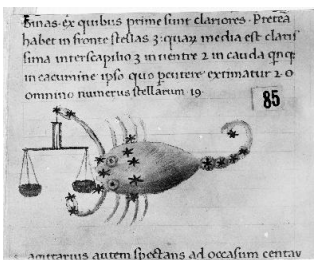 binas. ex quibus prime sunt clariores. Preterea
habet in fronte stellas 3: quarum media est claris
sima interscapilio 3 in uentre 2 in cauda qnqe
in cacumine ipso quo percutere extimatur 2. O
omnino numerus stellarum 19.
85
agittarius autem spectans ad occasum centau